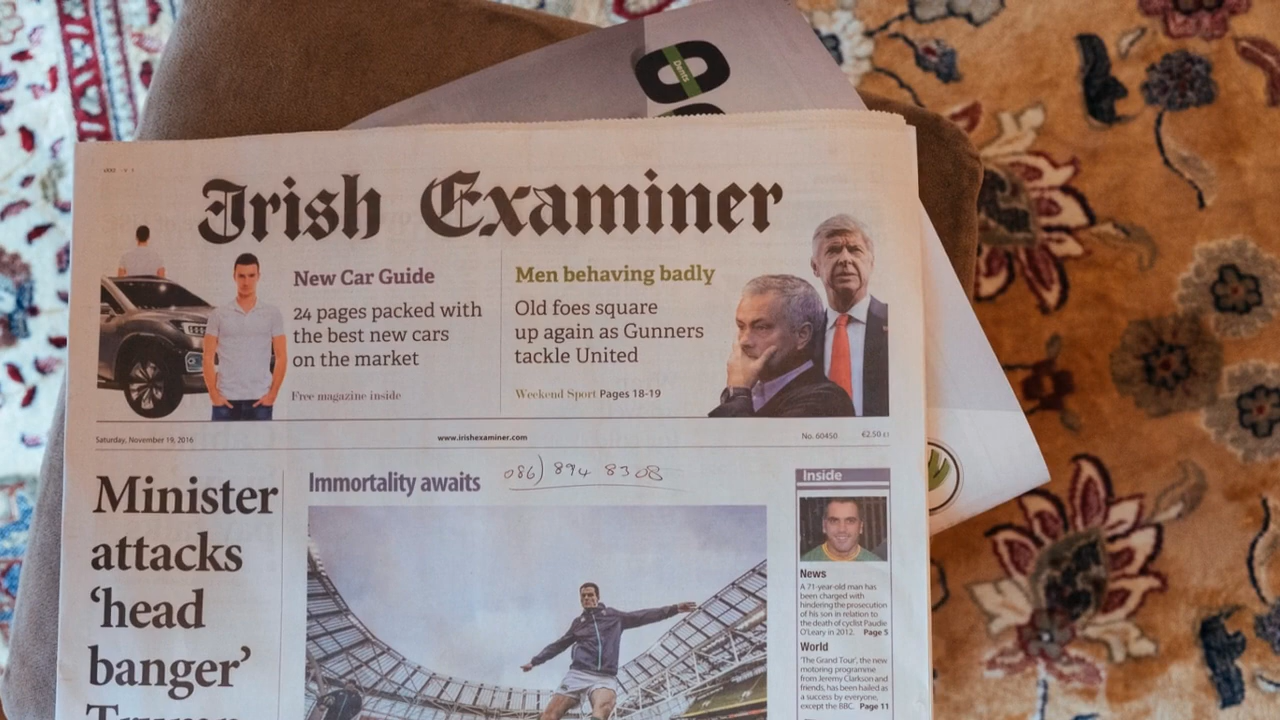 Dents
Irish Examiner
New Car Guide
24 pages packed with
the best new cars
on the market
Free magazine inside
Men behaving badly
Old foes square
up again as Gunners
tackle United
Weekend Sport Pages 18-19
Saturday, November 19, 2016
www.irishexaminer.com
No. 60450
€2.50
Minister
attacks
‘head
banger’
Trump
Immortality awaits
086) 894 8308
Inside
News
A 71-year-old man has
been charged with
hindering the prosecution
of his son in relation to
the death of cyclist Paudie
O'Leary in 2012. Page 5
World
'The Grand Tour', the new
motoring programme
from Jeremy Clarkson and
friends, has been hailed as
a success by everyone,
except the BBC. Page 11